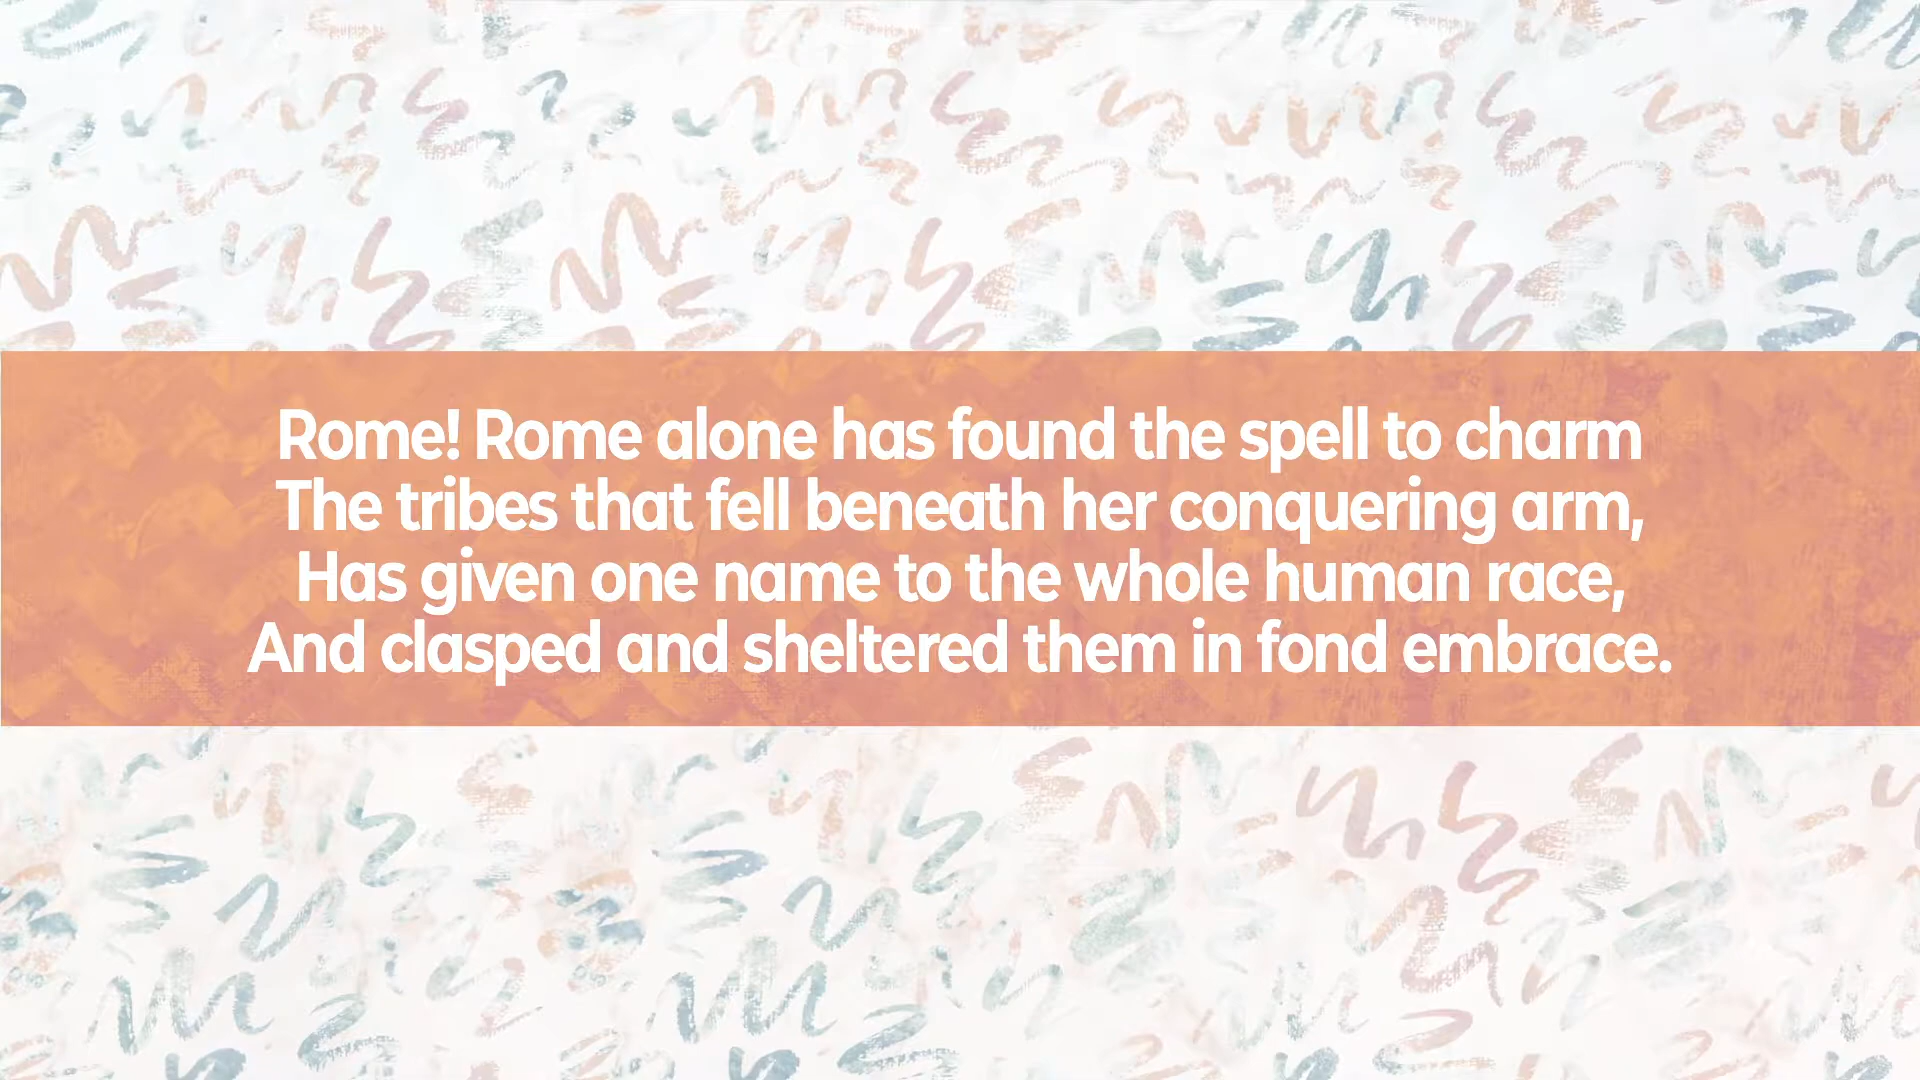 Rome! Rome alone has found the spell to charm
The tribes that fell beneath her conquering arm,
Has given one name to the whole human race,
And clasped and sheltered them in fond embrace.